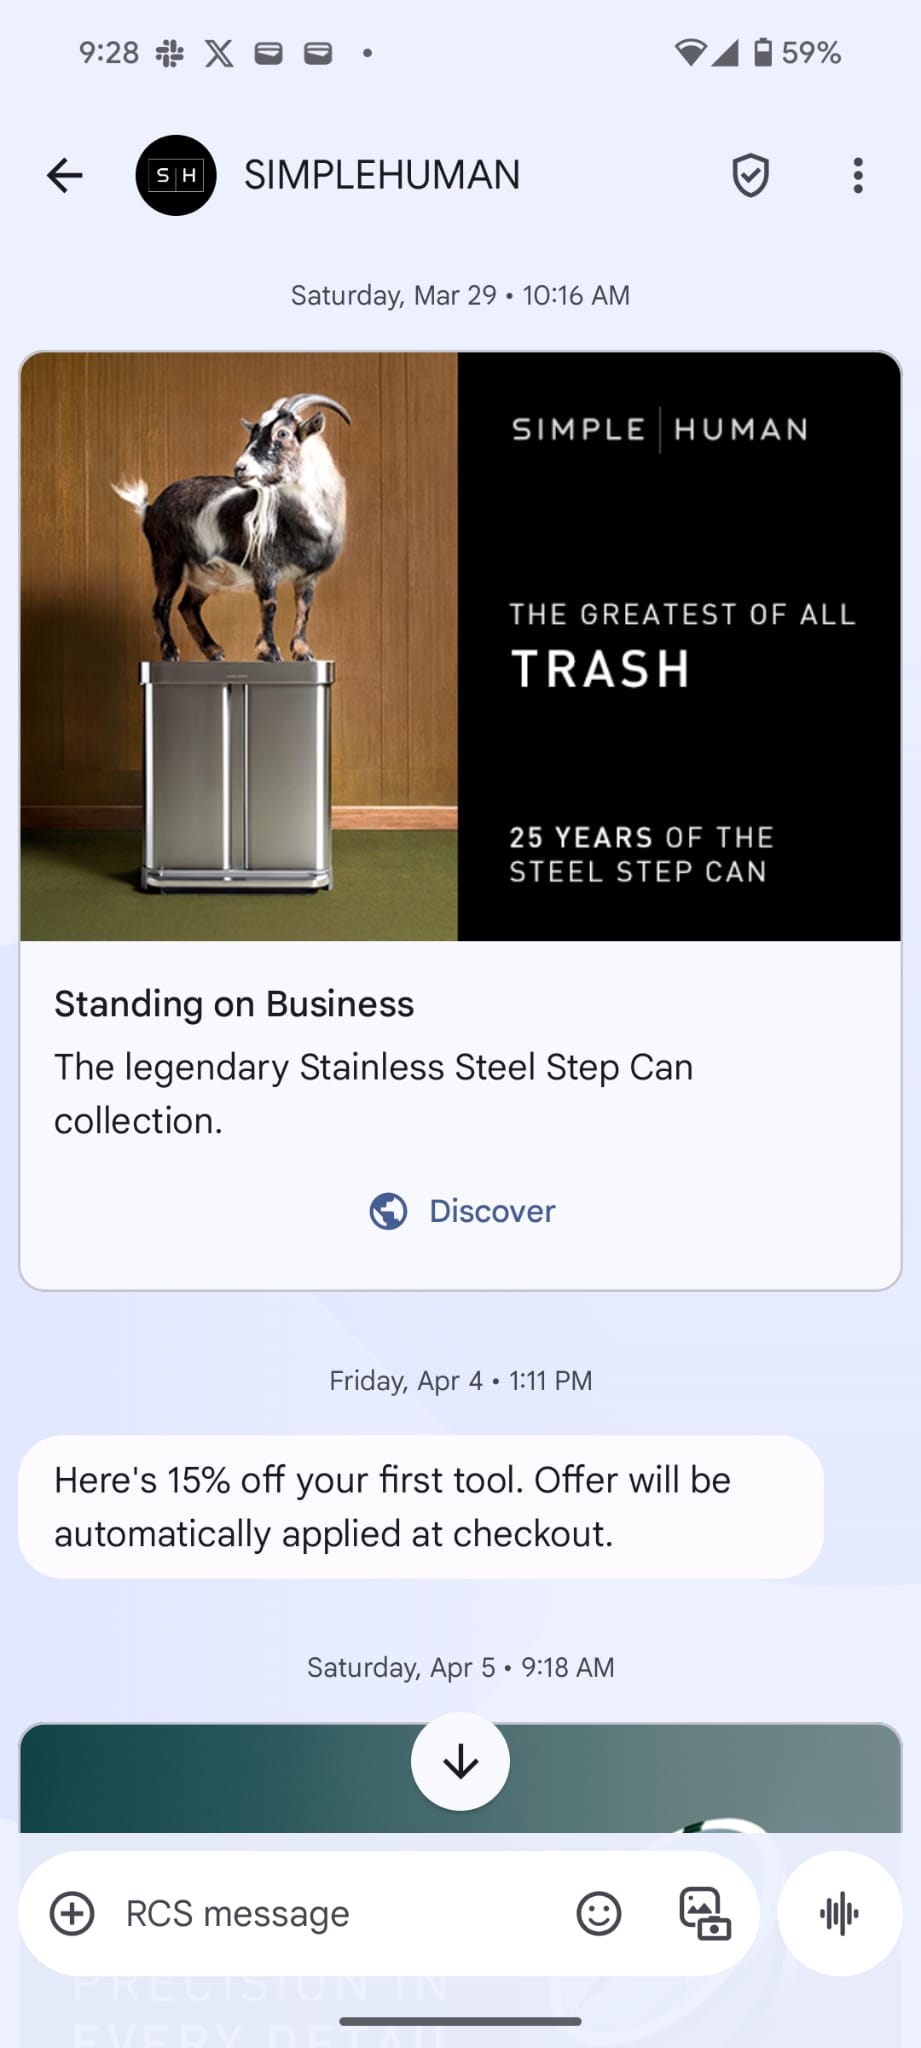 9:28
59%
S|H SIMPLEHUMAN
Saturday, Mar 29 • 10:16 AM
SIMPLE|HUMAN
THE GREATEST OF ALL
TRASH
25 YEARS OF THE
STEEL STEP CAN
Standing on Business
The legendary Stainless Steel Step Can
collection.
Discover
Friday, Apr 4 • 1:11 PM
Here's 15% off your first tool. Offer will be
automatically applied at checkout.
Saturday, Apr 5 • 9:18 AM
RCS message
PRECISION IN
EVERY DETAIL